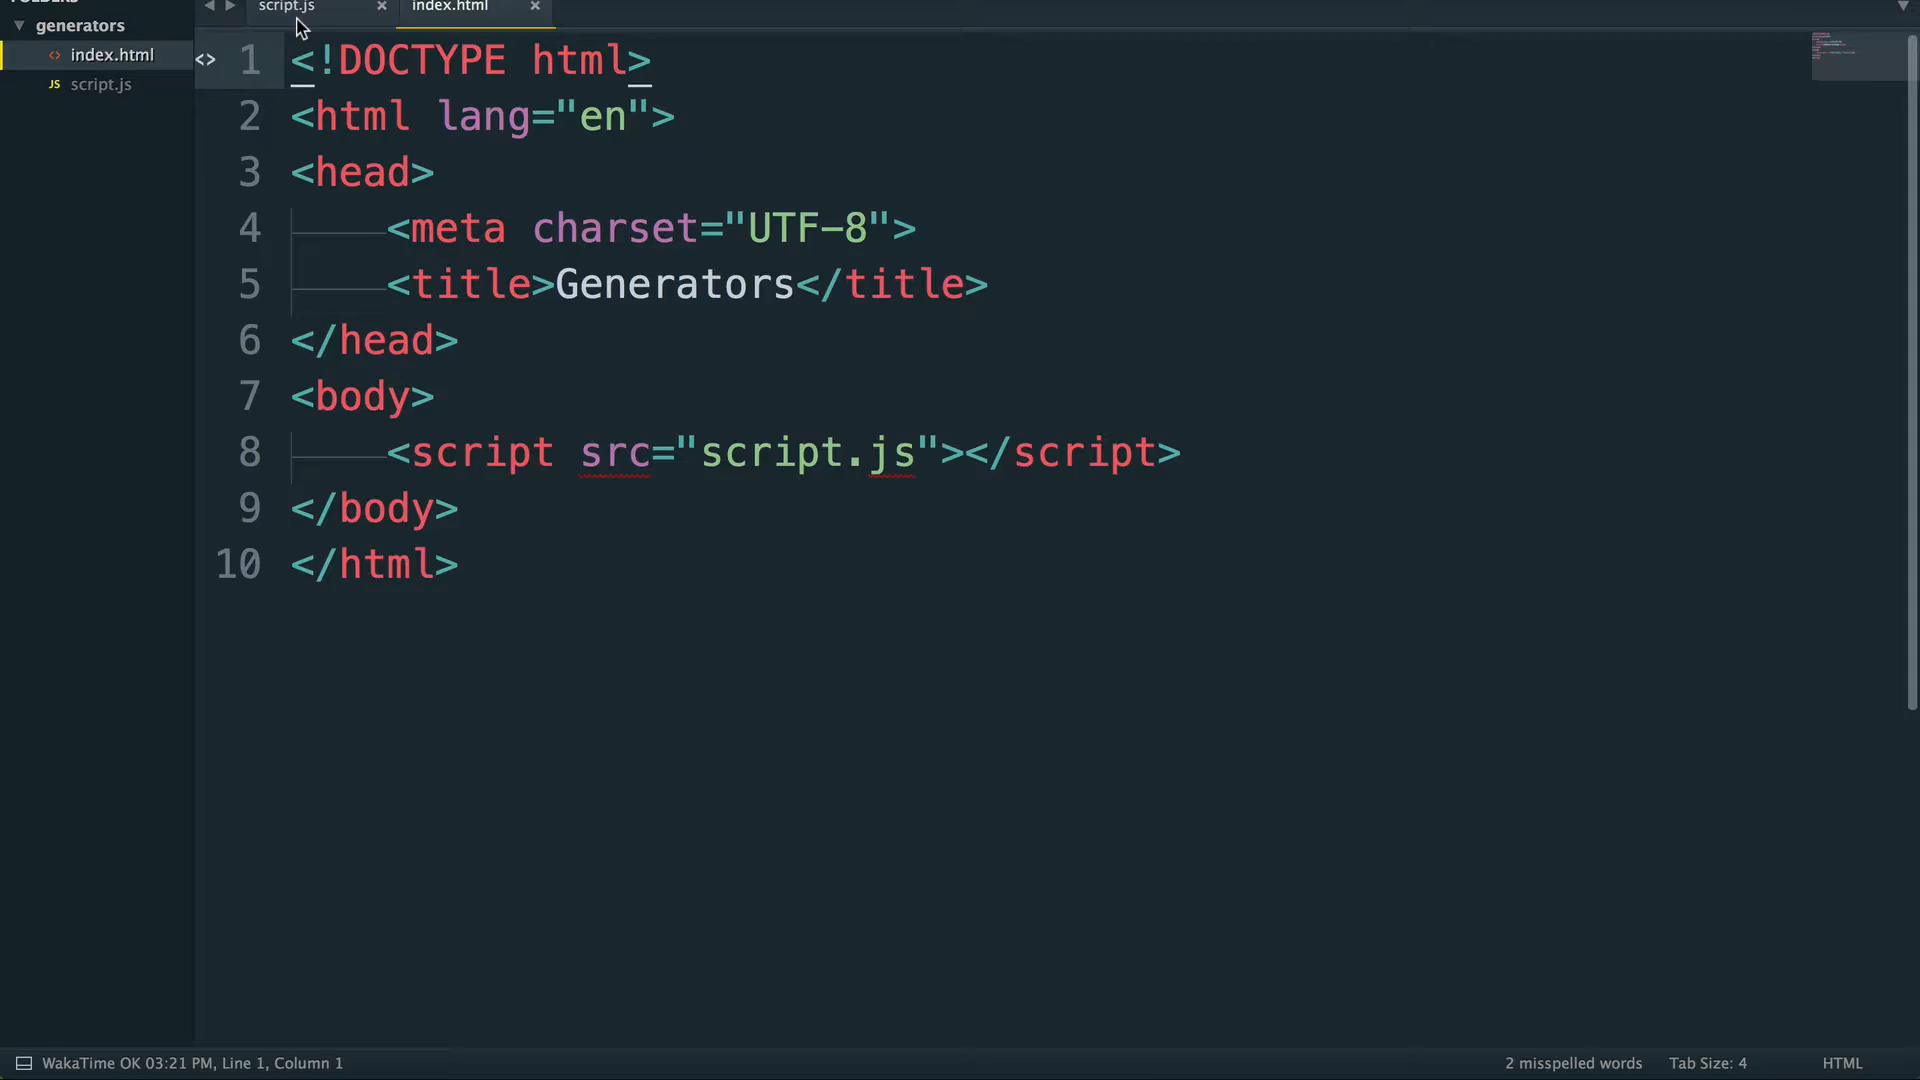 FOLDERS
generators
index.html
script.js
script.js
index.html
1 <!DOCTYPE html>
2 <html lang="en">
3 <head>
4 <meta charset="UTF-8">
5 <title>Generators</title>
6 </head>
7 <body>
8 <script src="script.js"></script>
9 </body>
10 </html>
WakaTime OK 03:21 PM, Line 1, Column 1
2 misspelled words
Tab Size: 4
HTML